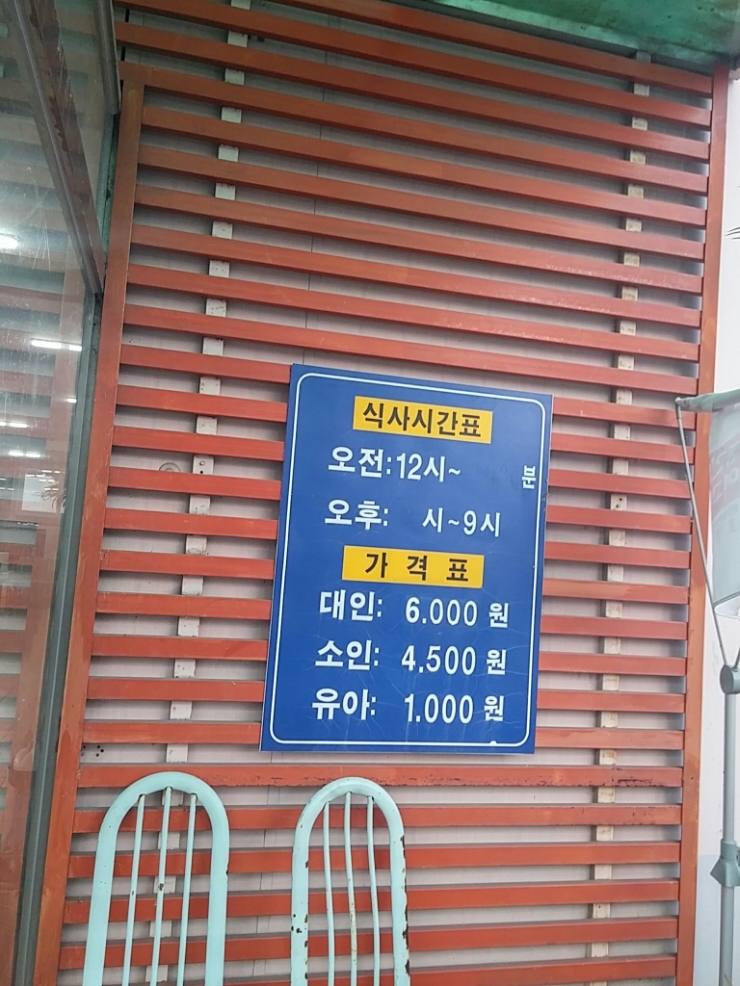 식사시간표
오전:12시~ 분
오후: 시~9시
가 격 표
대인: 6.000 원
소인: 4.500 원
유아: 1.000 원